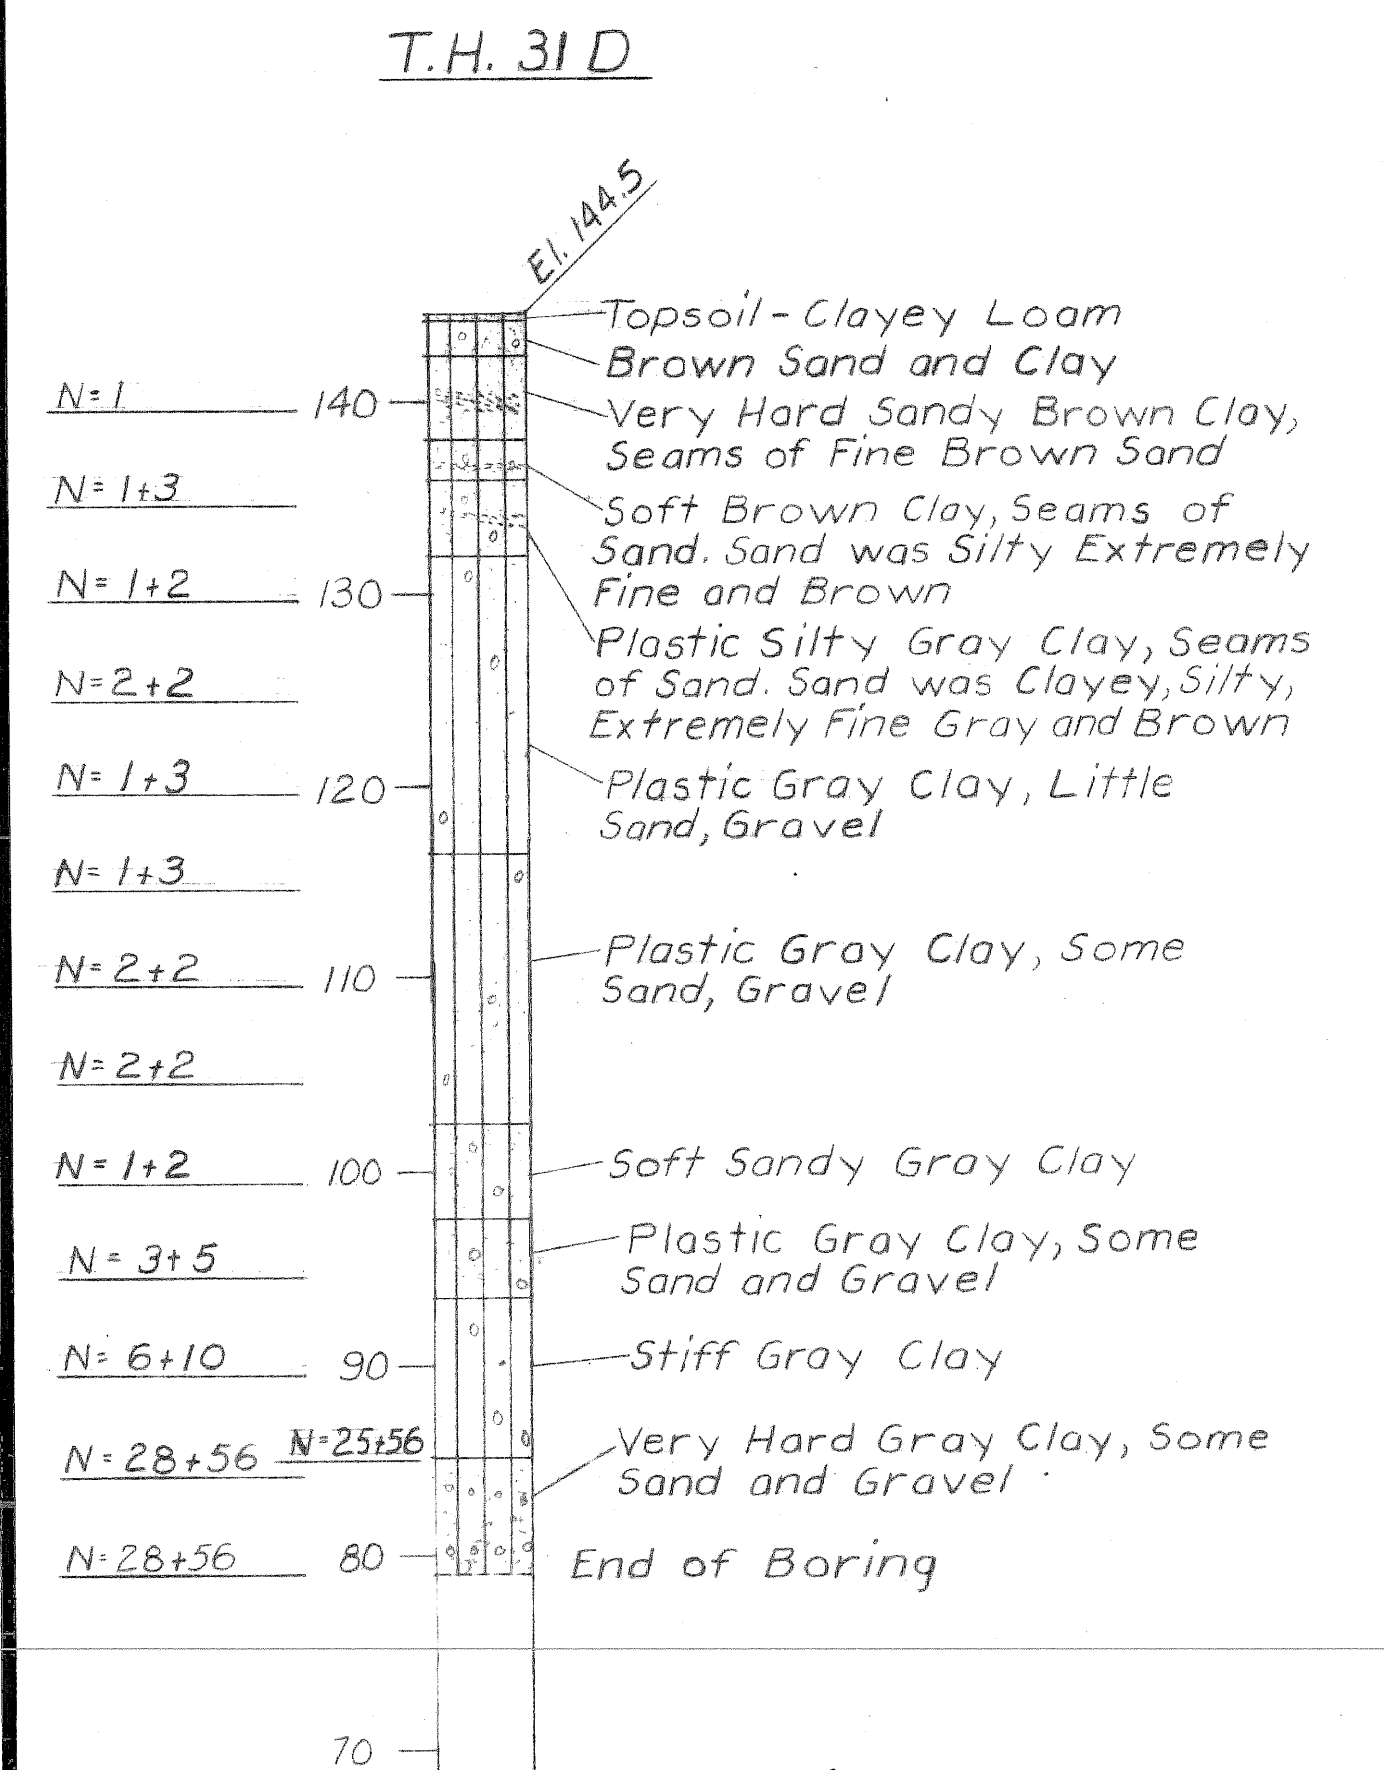 T.H. 31 D
El. 144.5
Topsoil - Clayey Loam
Brown Sand and Clay
N=1
140
Very Hard Sandy Brown Clay,
Seams of Fine Brown Sand
N=1+3
Soft Brown Clay, Seams of
Sand. Sand was Silty Extremely
Fine and Brown
N=1+2
130
Plastic Silty Gray Clay, Seams
of Sand. Sand was Clayey, Silty,
Extremely Fine Gray and Brown
N=2+2
N=1+3
120
Plastic Gray Clay, Little
Sand, Gravel
N=1+3
Plastic Gray Clay, Some
Sand, Gravel
N=2+2
110
N=2+2
N=1+2
100
Soft Sandy Gray Clay
N=3+5
Plastic Gray Clay, Some
Sand and Gravel
N=6+10
90
Stiff Gray Clay
N=28+56
N=25+56
Very Hard Gray Clay, Some
Sand and Gravel
N=28+56
80
End of Boring
70